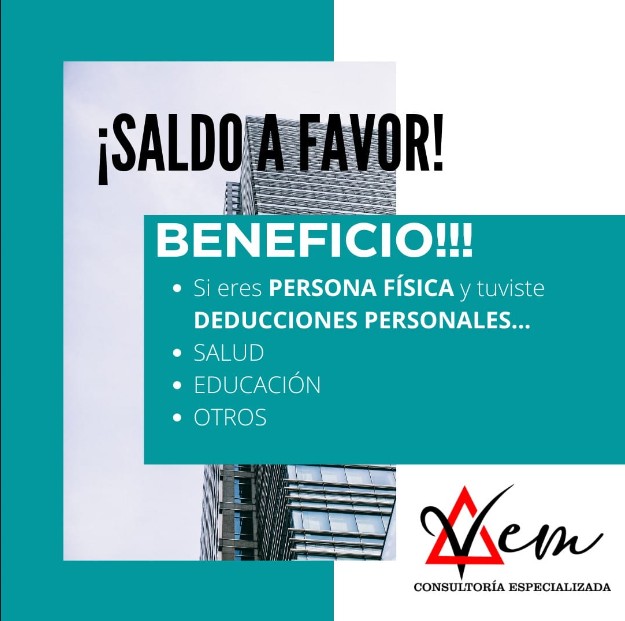 ¡SALDO A FAVOR!
BENEFICIO!!!
• Si eres PERSONA FÍSICA y tuviste
DEDUCCIONES PERSONALES...
• SALUD
• EDUCACIÓN
• OTROS
Vem
CONSULTORÍA ESPECIALIZADA